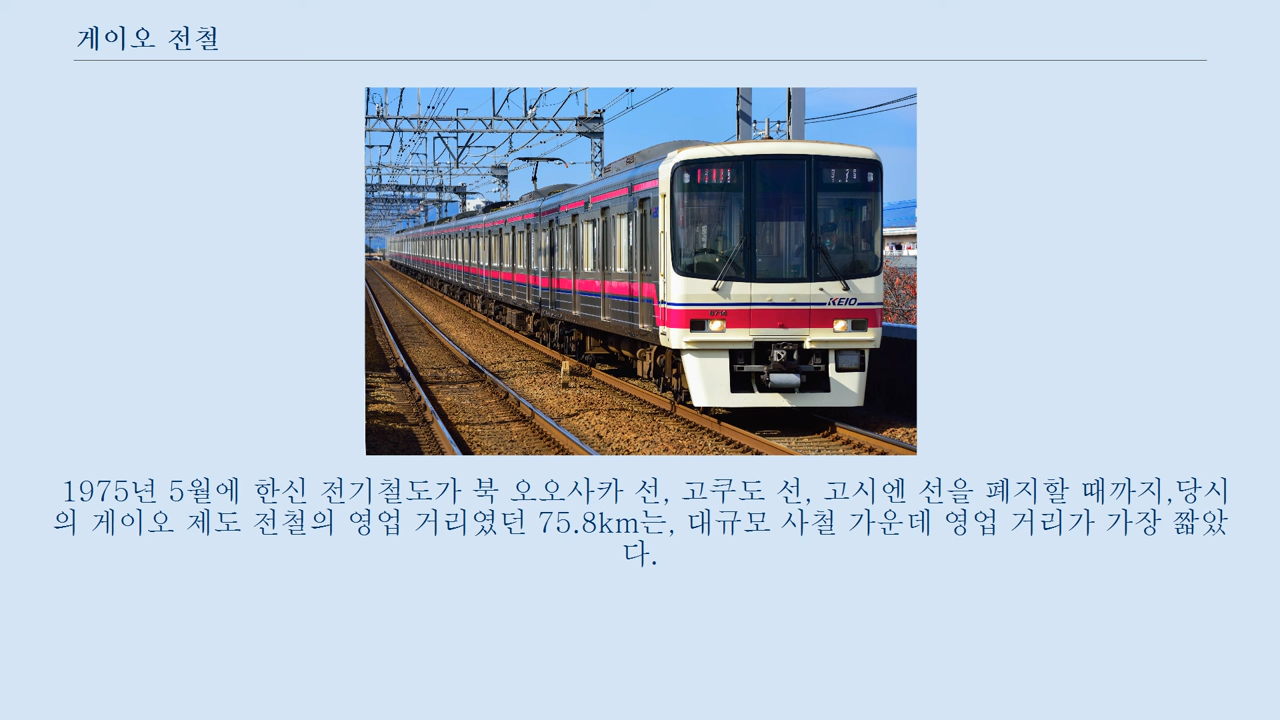 게이오 전철
KEIO
8714
1975년 5월에 한신 전기철도가 북 오오사카 선, 고쿠도 선, 고시엔 선을 폐지할 때까지,당시
의 게이오 제도 전철의 영업 거리였던 75.8km는, 대규모 사철 가운데 영업 거리가 가장 짧았
다.